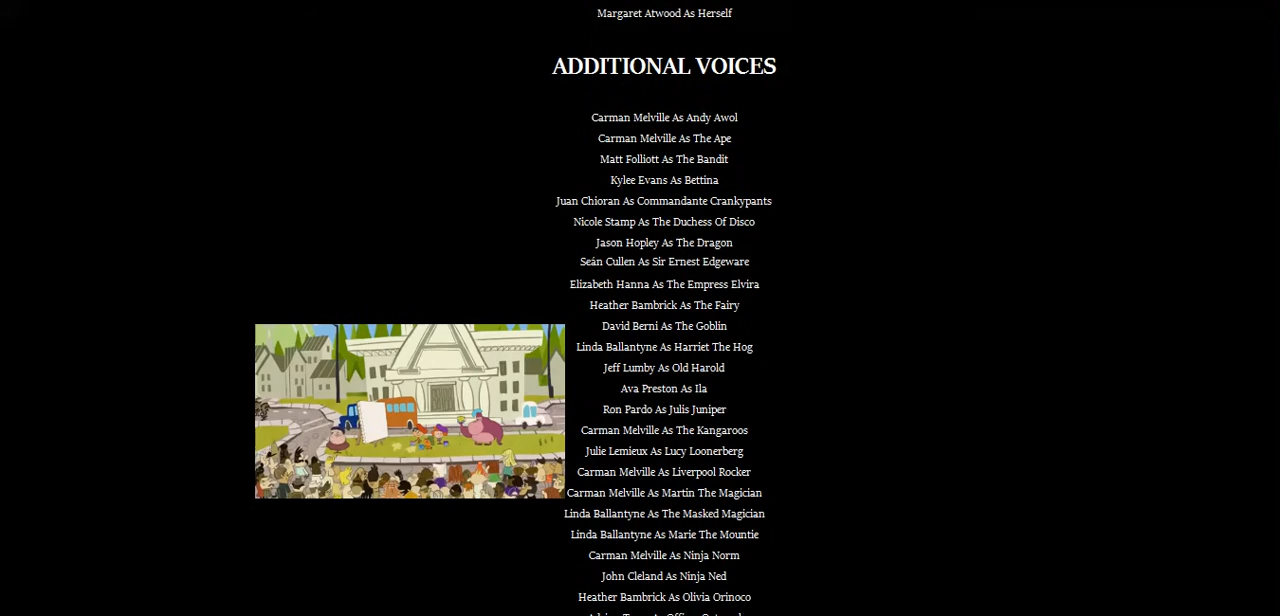 Margaret Atwood As Herself
ADDITIONAL VOICES
Carman Melville As Andy Awol
Carman Melville As The Ape
Matt Folliott As The Bandit
Kylee Evans As Bettina
Juan Chioran As Commandante Crankypants
Nicole Stamp As The Duchess Of Disco
Jason Hopley As The Dragon
Seán Cullen As Sir Ernest Edgeware
Elizabeth Hanna As The Empress Elvira
Heather Bambrick As The Fairy
David Berni As The Goblin
Linda Ballantyne As Harriet The Hog
Jeff Lumby As Old Harold
Ava Preston As Ila
Ron Pardo As Julis Juniper
Carman Melville As The Kangaroos
Julie Lemieux As Lucy Loonerberg
Carman Melville As Liverpool Rocker
Carman Melville As Martin The Magician
Linda Ballantyne As The Masked Magician
Linda Ballantyne As Marie The Mountie
Carman Melville As Ninja Norm
John Cleland As Ninja Ned
Heather Bambrick As Olivia Orinoco